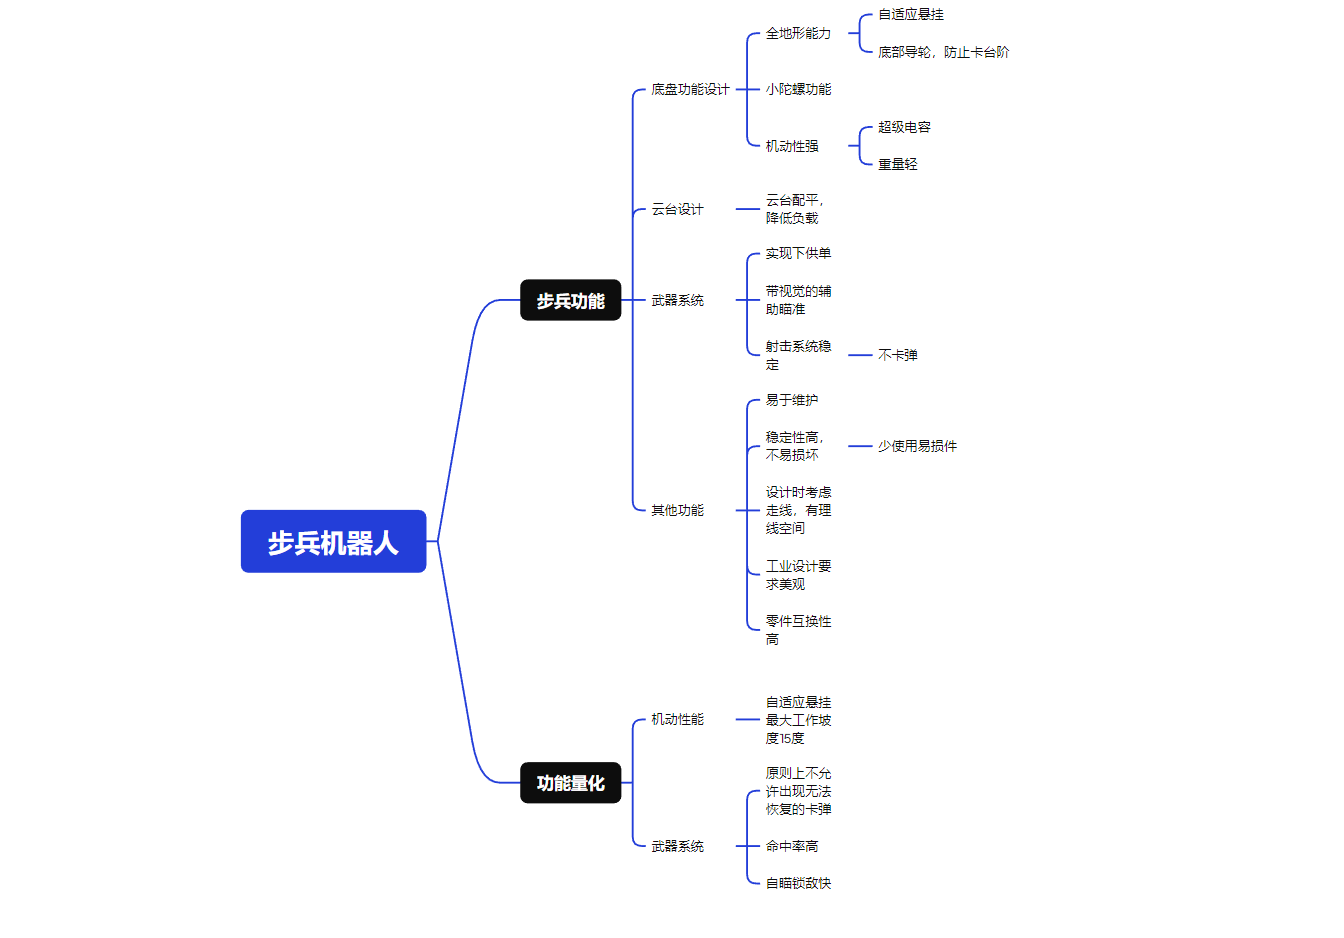 自适应悬挂
全地形能力
底部导轮，防止卡台阶
底盘功能设计
小陀螺功能
超级电容
机动性强
重量轻
云台设计
云台配平，
降低负载
实现下供单
步兵功能
武器系统
带视觉的辅
助瞄准
射击系统稳
定
不卡弹
易于维护
稳定性高，
不易损坏
少使用易损件
其他功能
设计时考虑
走线，有理
线空间
步兵机器人
工业设计要
求美观
零件互换性
高
机动性能
自适应悬挂
最大工作坡
度15度
功能量化
原则上不允
许出现无法
恢复的卡弹
武器系统
命中率高
自瞄锁敌快